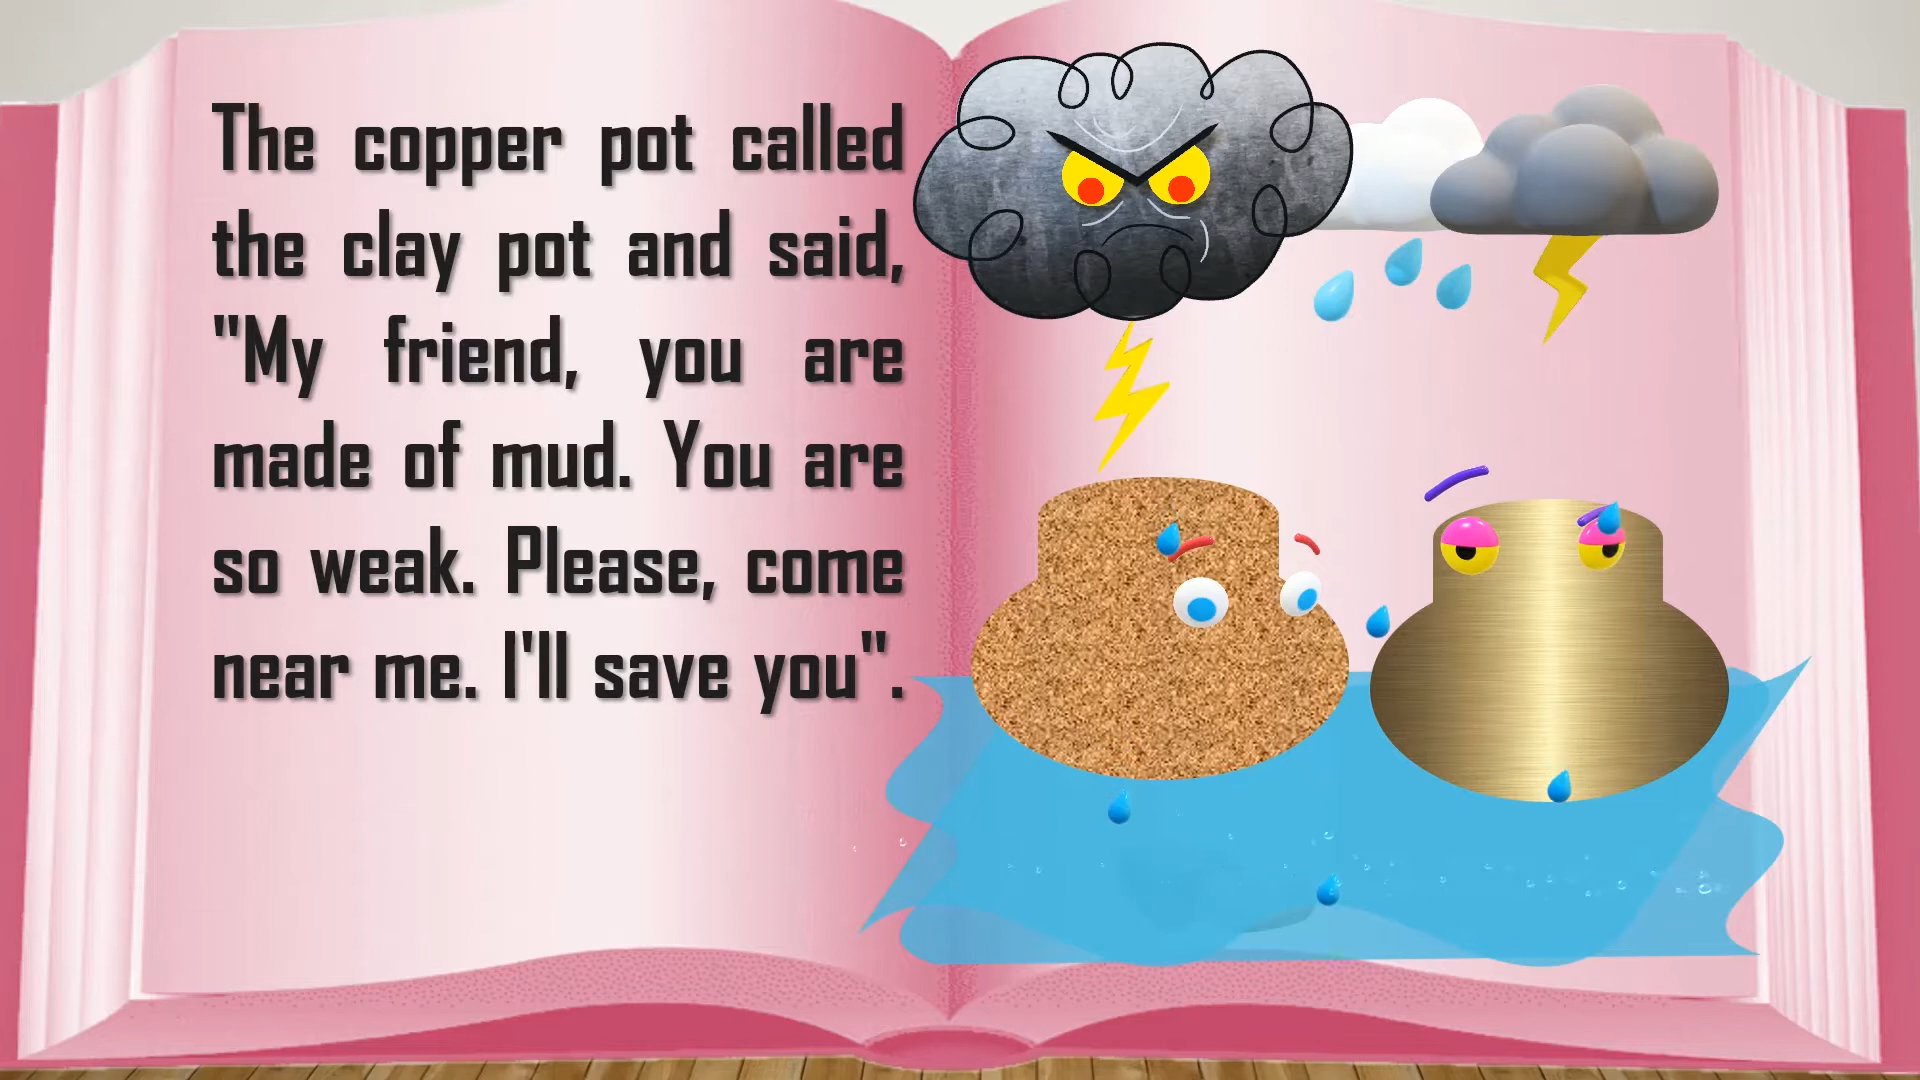 The copper pot called
the clay pot and said,
"My friend, you are
made of mud. You are
so weak. Please, come
near me. I'll save you".